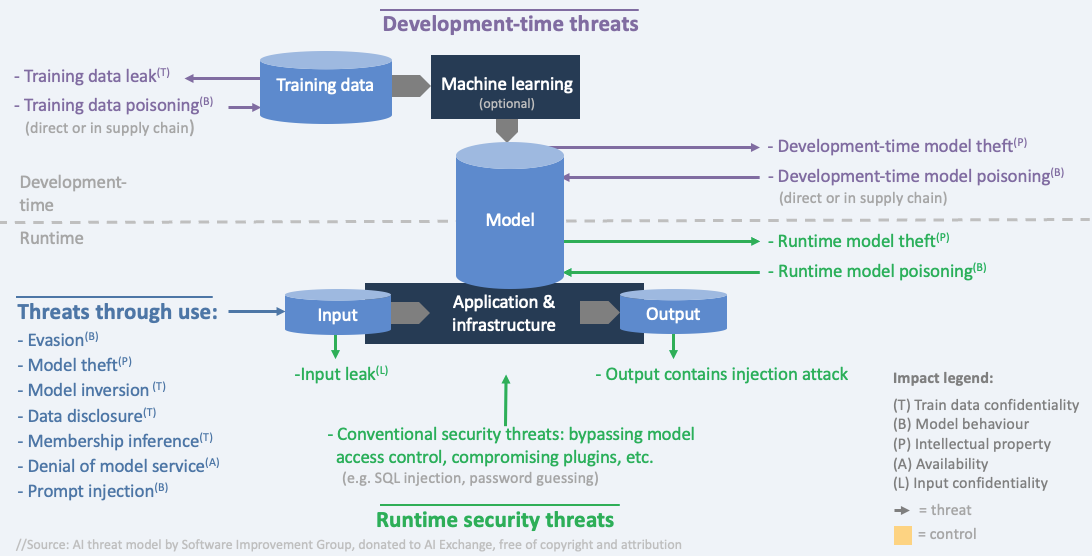 Development-time threats
- Training data leak(T)
- Training data poisoning(B)
(direct or in supply chain)
Training data
Machine learning
(optional)
- Development-time model theft(P)
- Development-time model poisoning(B)
(direct or in supply chain)
Development-
time
Model
Runtime
- Runtime model theft(P)
- Runtime model poisoning(B)
Threats through use:
- Evasion(B)
- Model theft(P)
- Model inversion (T)
- Data disclosure(T)
- Membership inference(T)
- Denial of model service(A)
- Prompt injection(B)
Input
Application &
infrastructure
Output
-Input leak(L)
- Output contains injection attack
- Conventional security threats: bypassing model
access control, compromising plugins, etc.
(e.g. SQL injection, password guessing)
Runtime security threats
Impact legend:
(T) Train data confidentiality
(B) Model behaviour
(P) Intellectual property
(A) Availability
(L) Input confidentiality
= threat
= control
//Source: AI threat model by Software Improvement Group, donated to AI Exchange, free of copyright and attribution